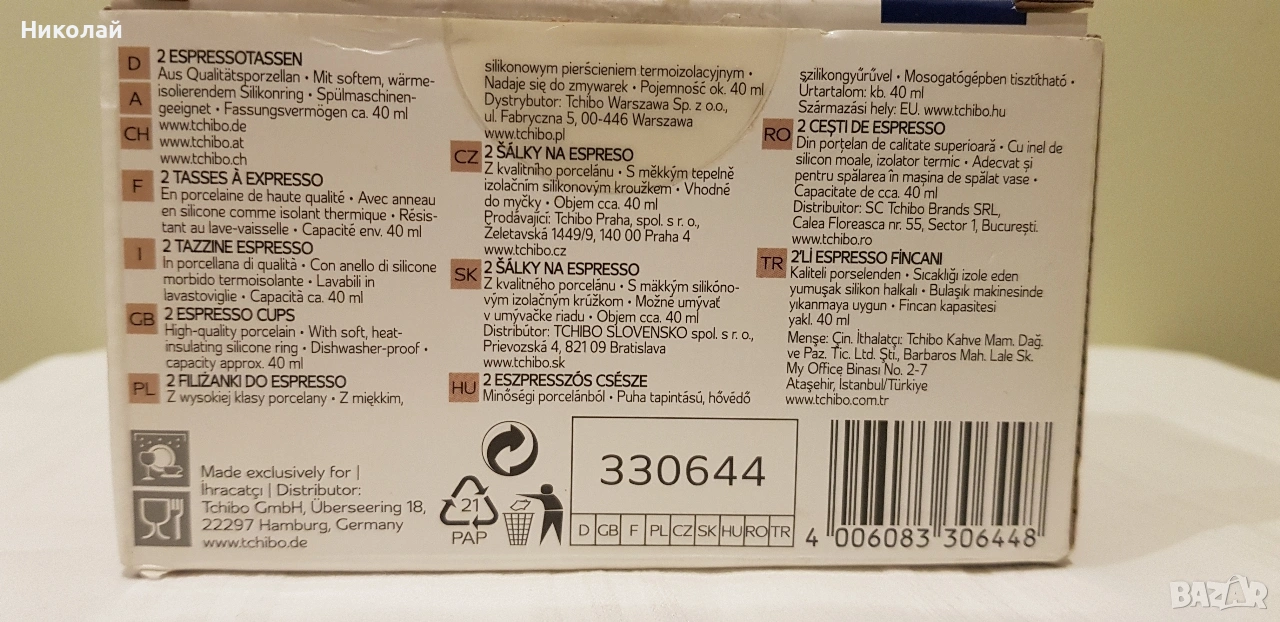 Николай
D
A
CH
2 ESPRESSOTASSEN
Aus Qualitätsporzellan • Mit softem, wärme-
isolierendem Silikonring • Spülmaschinen-
geeignet • Fassungsvermögen ca. 40 ml
www.tchibo.de
www.tchibo.at
www.tchibo.ch
F
2 TASSES À EXPRESSO
En porcelaine de haute qualité • Avec anneau
en silicone comme isolant thermique • Résis-
tant au lave-vaisselle • Capacité env. 40 ml
I
2 TAZZINE ESPRESSO
In porcellana di qualità • Con anello di silicone
morbido termoisolante • Lavabili in
lavastoviglie • Capacità ca. 40 ml
GB
2 ESPRESSO CUPS
High-quality porcelain • With soft, heat-
insulating silicone ring • Dishwasher-proof •
capacity approx. 40 ml
PL
2 FILIŻANKI DO ESPRESSO
Z wysokiej klasy porcelany • Z miękkim,
silikonowym pierścieniem termoizolacyjnym •
Nadaje się do zmywarek • Pojemność ok. 40 ml
Dystrybutor: Tchibo Warszawa Sp. z o.o.,
ul. Fabryczna 5, 00-446 Warszawa
www.tchibo.pl
CZ
2 ŠÁLKY NA ESPRESO
Z kvalitního porcelánu • S měkkým tepelně
izolačním silikonovým kroužkem • Vhodné
do myčky • Objem cca. 40 ml
Prodávající: Tchibo Praha, spol. s r. o.,
Želetavská 1449/9, 140 00 Praha 4
www.tchibo.cz
SK
2 ŠÁLKY NA ESPRESSO
Z kvalitného porcelánu • S mäkkým silikóno-
vým izolačným krúžkom • Možné umývať
v umývačke riadu • Objem cca. 40 ml
Distribútor: TCHIBO SLOVENSKO spol. s r. o.,
Prievozská 4, 821 09 Bratislava
www.tchibo.sk
HU
2 ESZPRESSZÓS CSÉSZE
Minőségi porcelánból • Puha tapintású, hővédő
szilikongyűrűvel • Mosogatógépben tisztítható •
Űrtartalom: kb. 40 ml
Származási hely: EU. www.tchibo.hu
RO
2 CEȘTI DE ESPRESSO
Din porțelan de calitate superioară • Cu inel de
silicon moale, izolator termic • Adecvat și
pentru spălarea în mașina de spălat vase •
Capacitate de cca. 40 ml
Distribuitor: SC Tchibo Brands SRL,
Calea Floreasca nr. 55, Sector 1, București.
www.tchibo.ro
TR
2'Lİ ESPRESSO FİNCANI
Kaliteli porselenden • Sıcaklığı izole eden
yumuşak silikon halkalı • Bulaşık makinesinde
yıkanmaya uygun • Fincan kapasitesi
yakl. 40 ml
Menşe: Çin. İthalatçı: Tchibo Kahve Mam. Dağ.
ve Paz. Tic. Ltd. Şti., Barbaros Mah. Lale Sk.
My Office Binası No. 2-7
Ataşehir, İstanbul/Türkiye
www.tchibo.com.tr
Made exclusively for |
İhracatçı | Distributor:
Tchibo GmbH, Überseering 18,
22297 Hamburg, Germany
www.tchibo.de
21
PAP
330644
D GB F PL CZ SK HU RO TR
4 006083 306448
BAZAR